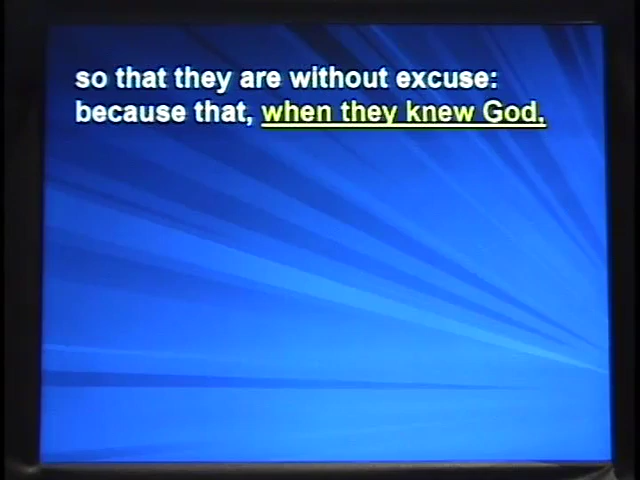 so that they are without excuse:
because that, when they knew God,